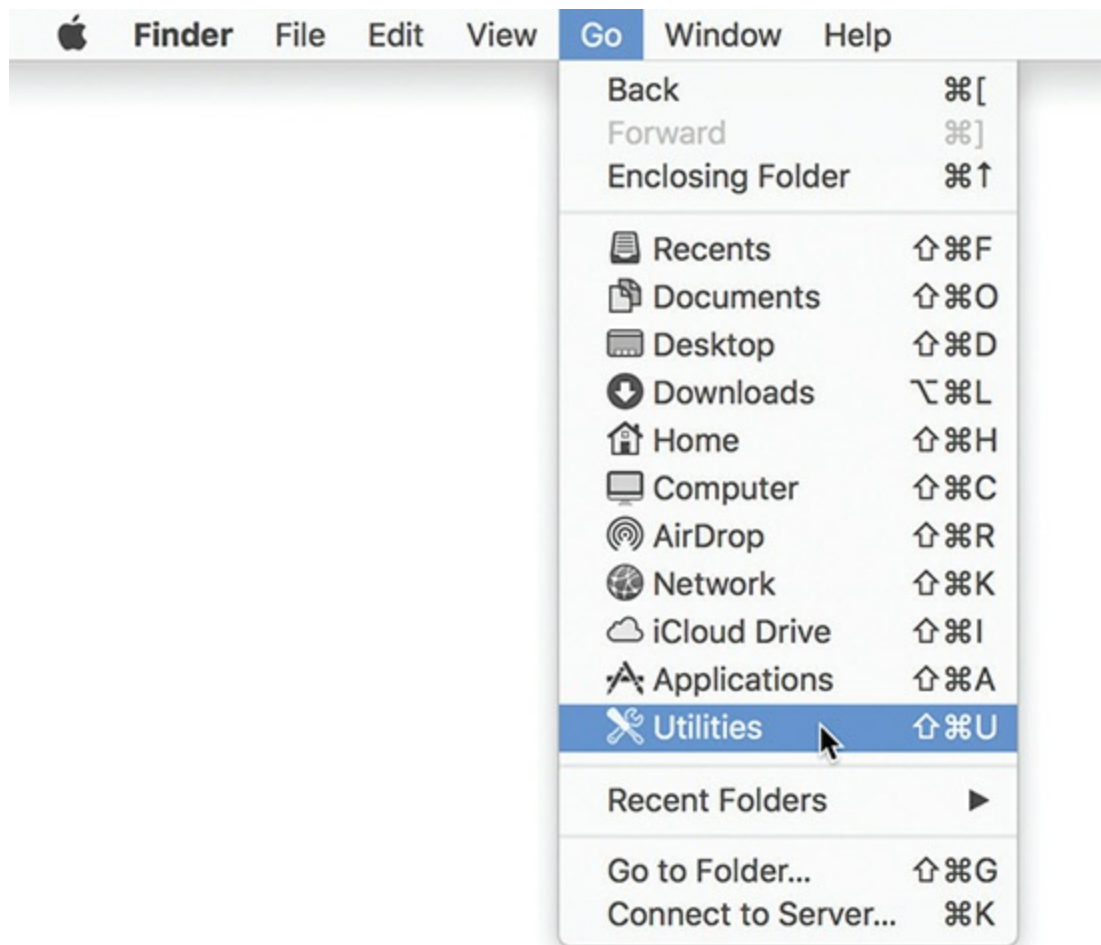 Finder File Edit View Go Window Help
Back ⌘[
Forward ⌘]
Enclosing Folder ⌘↑
Recents ⇧⌘F
Documents ⇧⌘O
Desktop ⇧⌘D
Downloads ⌥⌘L
Home ⇧⌘H
Computer ⇧⌘C
AirDrop ⇧⌘R
Network ⇧⌘K
iCloud Drive ⇧⌘I
Applications ⇧⌘A
Utilities ⇧⌘U
Recent Folders ▶
Go to Folder... ⇧⌘G
Connect to Server... ⌘K